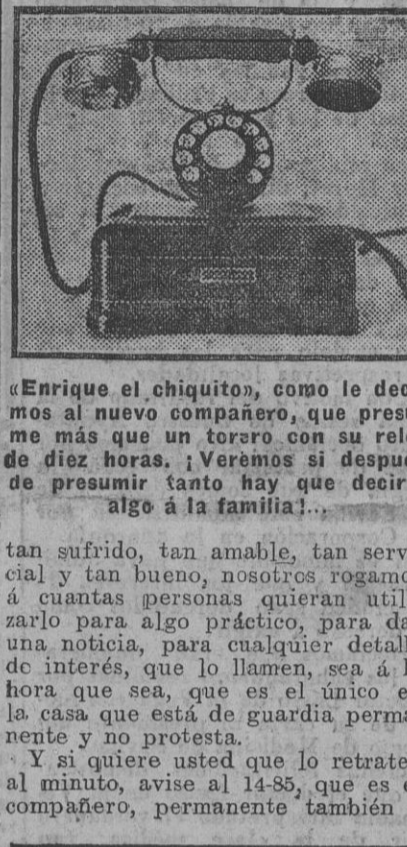 «Enrique el chiquito», como le dec
mos al nuevo compañero, que presu
me más que un torero con su relo
de diez horas. ¡Veremos si despué
de presumir tanto hay que decir
algo á la familia!...
tan sufrido, tan amable, tan serv
cial y tan bueno, nosotros rogamo
á cuantas personas quieran utili
zarlo para algo práctico, para da
una noticia, para cualquier detall
de interés, que lo llamen, sea á l
hora que sea, que es el único e
la casa que está de guardia perma
nente y no protesta.
Y si quiere usted que lo retrate
al minuto, avise al 14-85, que es e
compañero, permanente también